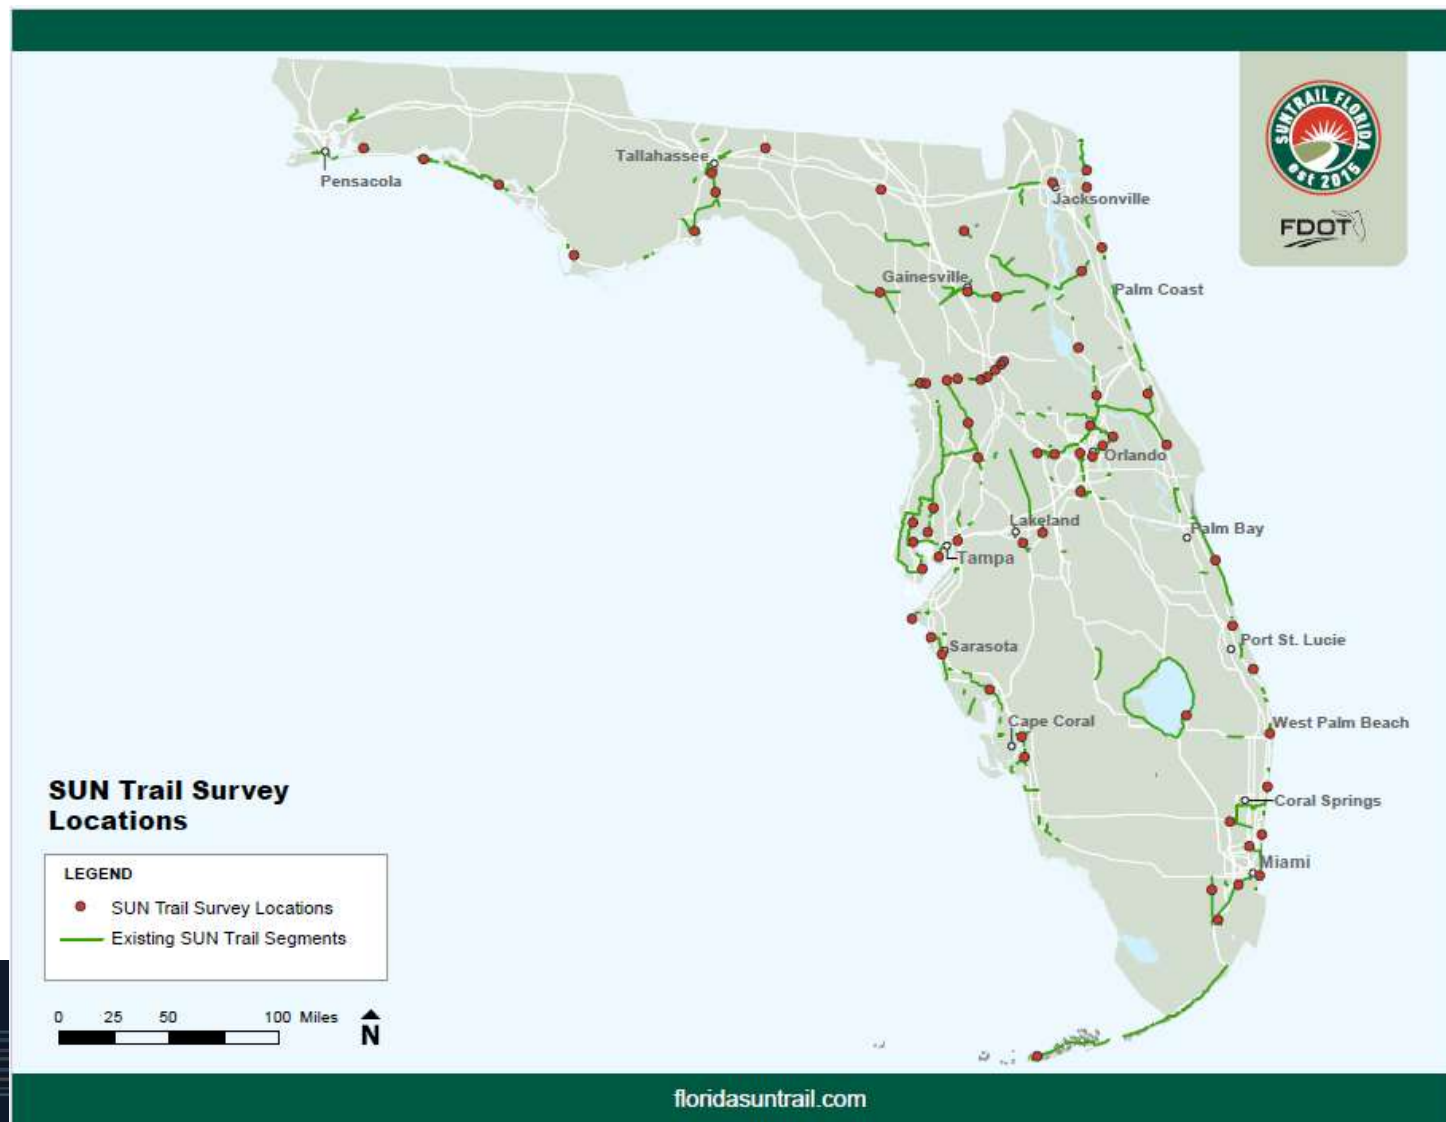 SUNTRAIL FLORIDA
est 2015
FDOT
Tallahassee
Pensacola
Jacksonville
Gainesville
Palm Coast
Orlando
Lakeland
Palm Bay
Tampa
Sarasota
Port St. Lucie
Cape Coral
West Palm Beach
Coral Springs
Miami
SUN Trail Survey
Locations
LEGEND
SUN Trail Survey Locations
Existing SUN Trail Segments
0 25 50 100 Miles
N
floridasuntrail.com